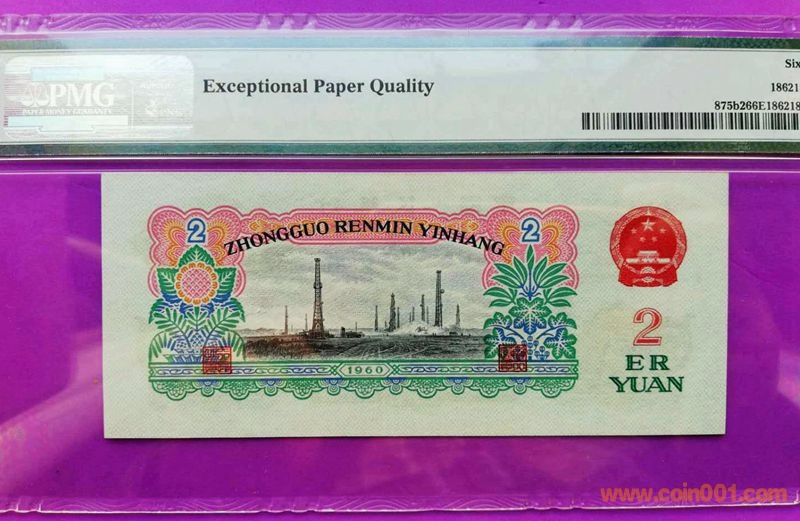 PMG
PAPER MONEY GUARANTY
Exceptional Paper Quality
Six
18621
875b266E186218
2
ZHONGGUO RENMIN YINHANG
2
1960
2
ER
YUAN
www.coin001.com